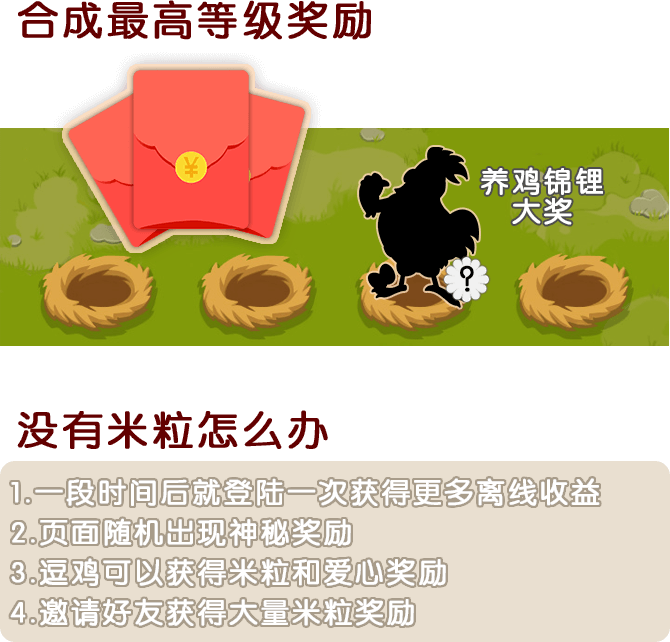 合成最高等级奖励
¥
养鸡锦锂
大奖
?
没有米粒怎么办
1.一段时间后就登陆一次获得更多离线收益
2.页面随机出现神秘奖励
3.逗鸡可以获得米粒和爱心奖励
4.邀请好友获得大量米粒奖励